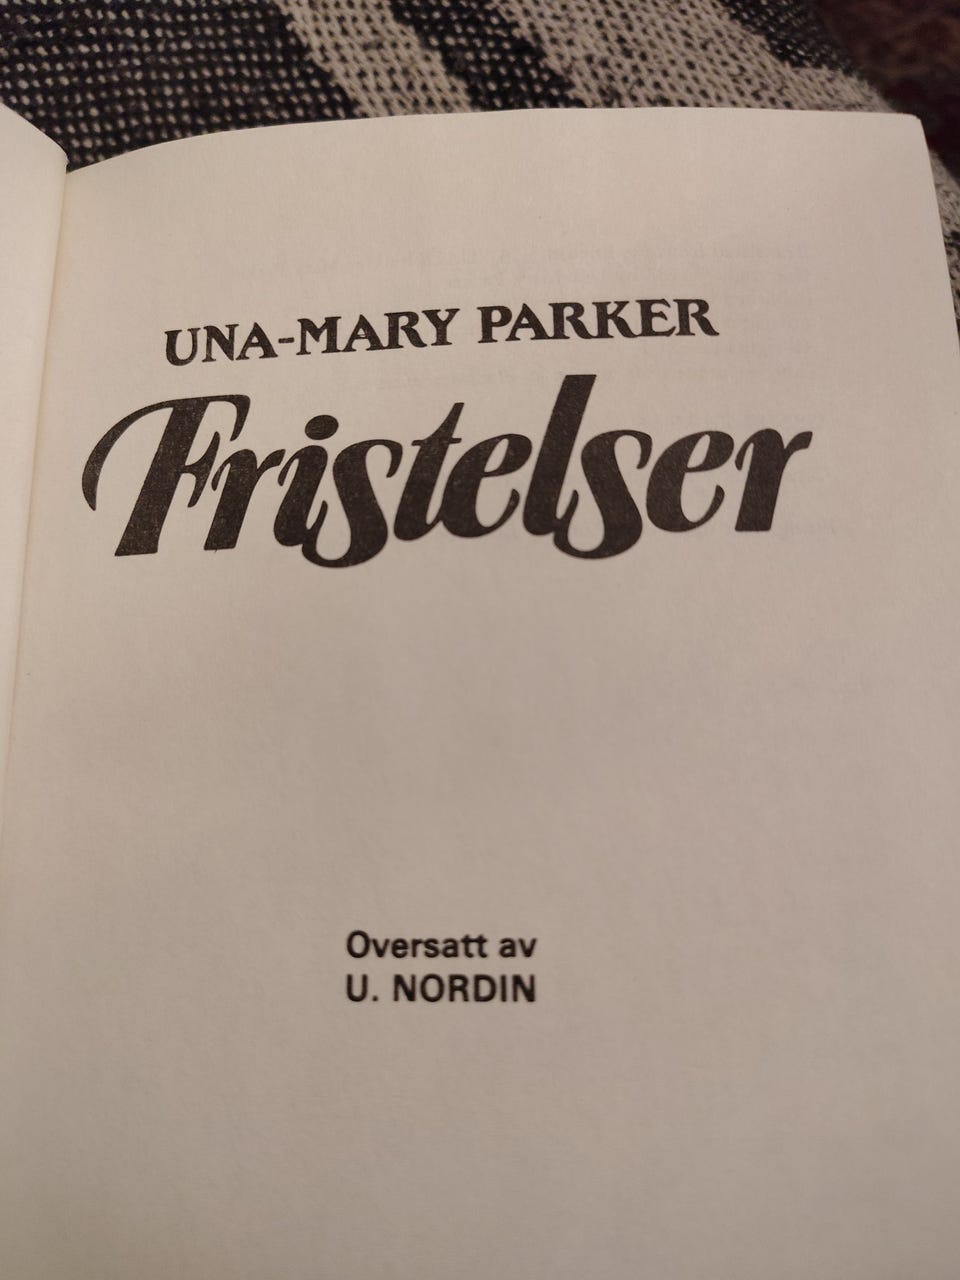 UNA-MARY PARKER
Fristelser
Oversatt av
U. NORDIN